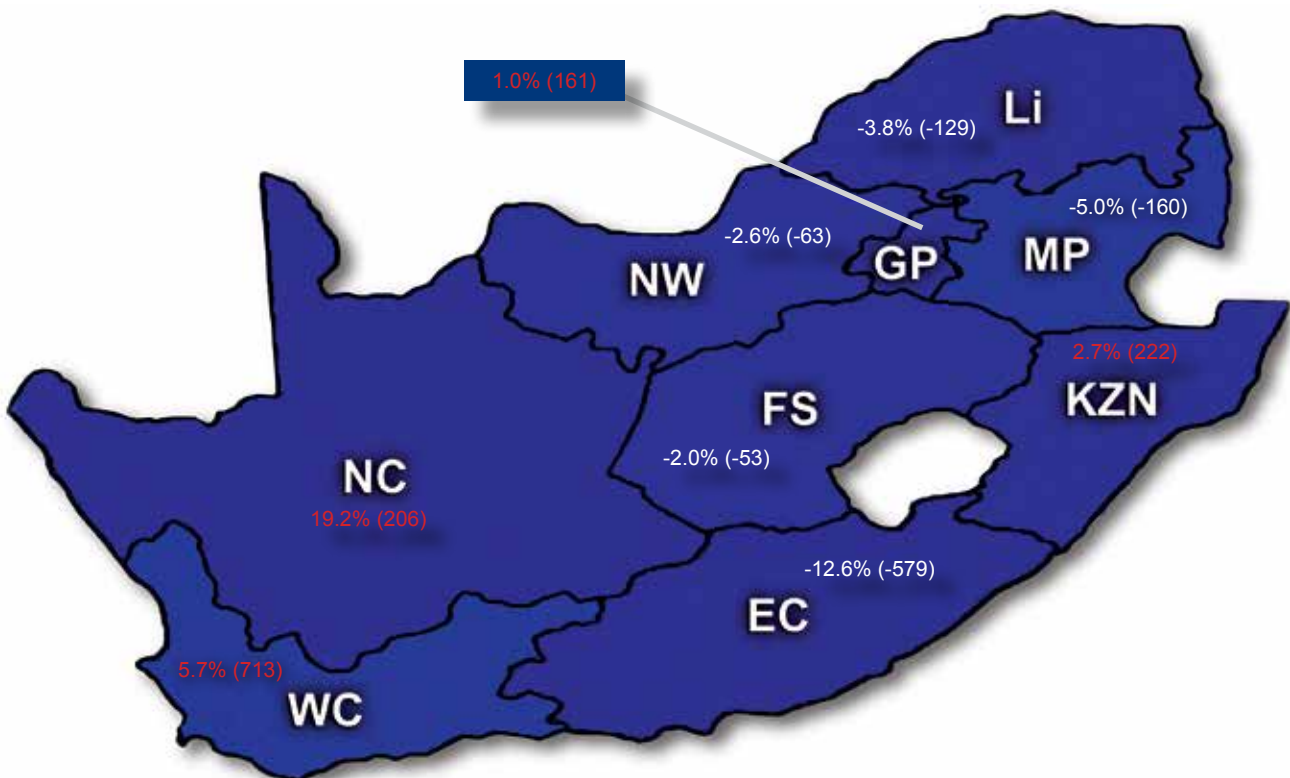 1.0% (161)
Li
-3.8% (-129)
-5.0% (-160)
-2.6% (-63)
MP
GP
NW
2.7% (222)
KZN
FS
-2.0% (-53)
NC
19.2% (206)
-12.6% (-579)
EC
5.7% (713)
WC